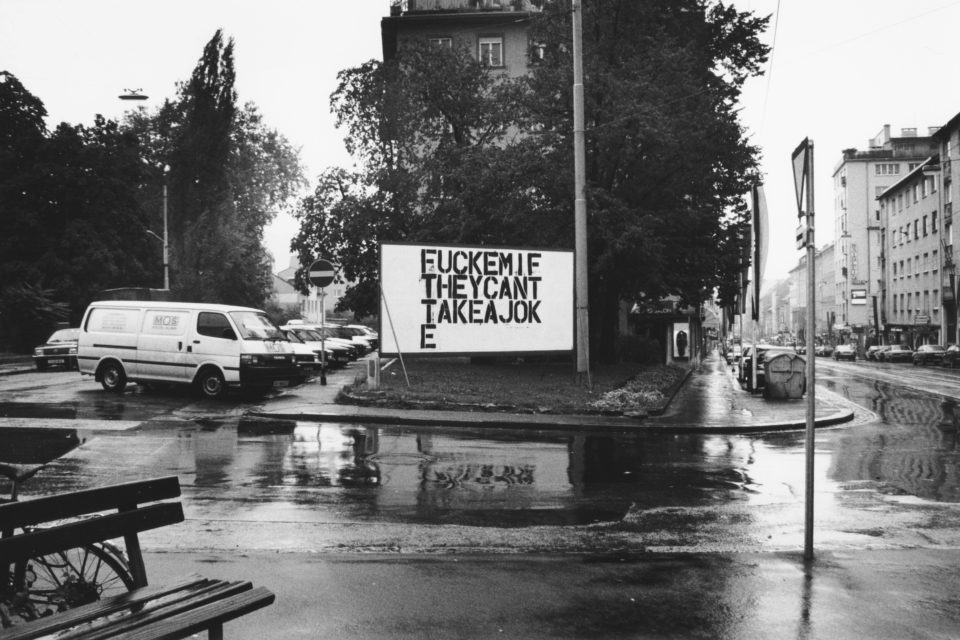 MOS
FUCKEMIF
THEYCANT
TAKEAJOK
E